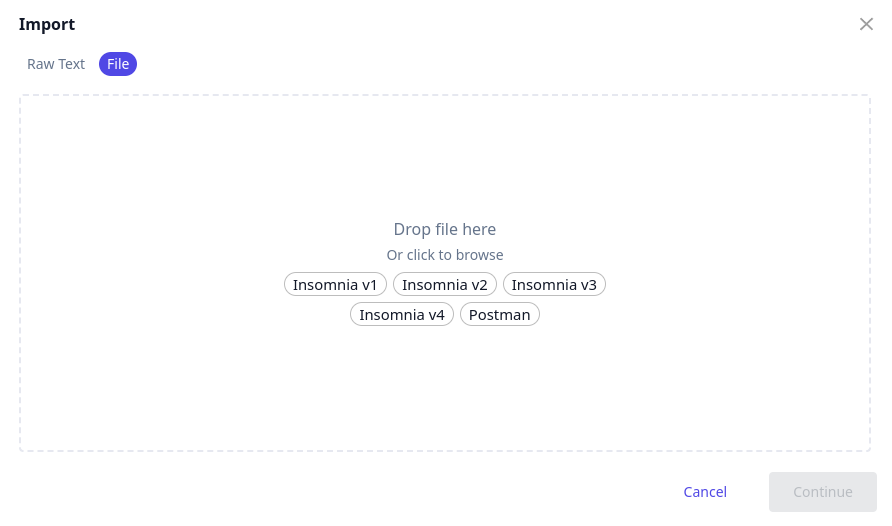 Import
Raw Text File
Drop file here
Or click to browse
Insomnia v1 Insomnia v2 Insomnia v3
Insomnia v4 Postman
Cancel Continue